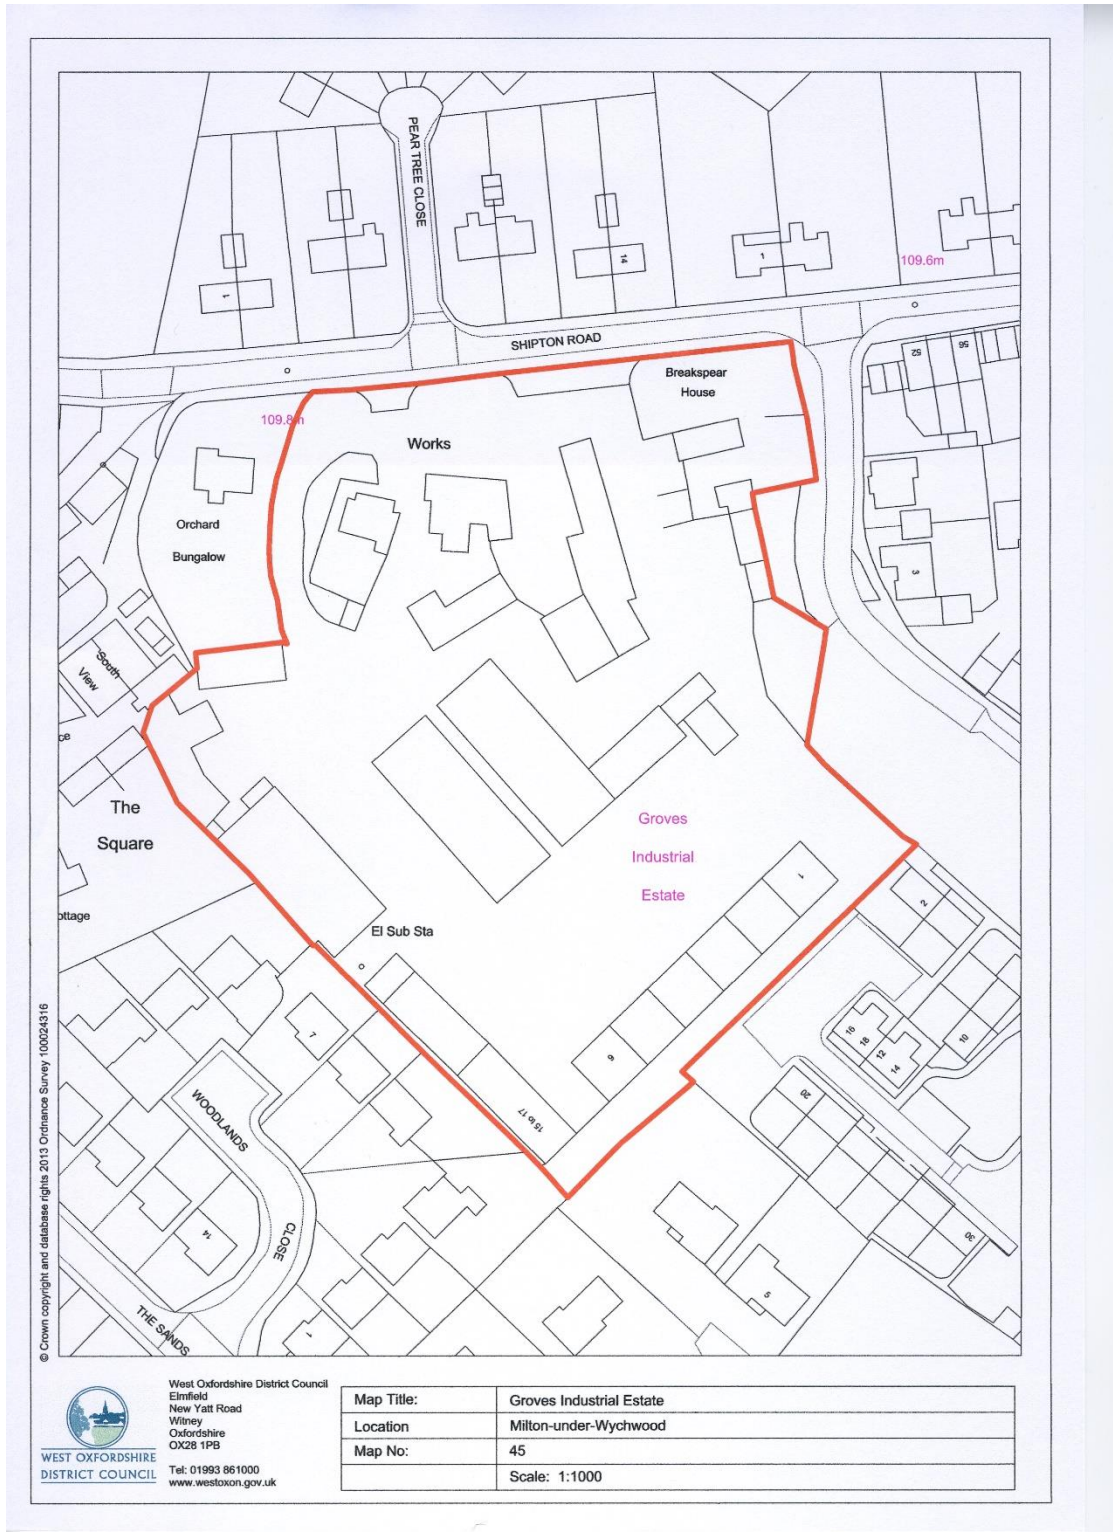 PEAR TREE CLOSE
1
14
1
109.6m
SHIPTON ROAD
52
56
Breakspear
House
109.8m
Works
Orchard
Bungalow
3
South
View
ce
The
Square
Groves
Industrial
Estate
1
2
ottage
El Sub Sta
7
9
16
18
12
14
10
20
15 to 17
WOODLANDS
CLOSE
14
30
5
THE SANDS
1
© Crown copyright and database rights 2013 Ordnance Survey 100024316
WEST OXFORDSHIRE
DISTRICT COUNCIL
West Oxfordshire District Council
Elmfield
New Yatt Road
Witney
Oxfordshire
OX28 1PB
Tel: 01993 861000
www.westoxon.gov.uk
Map Title: Groves Industrial Estate
Location Milton-under-Wychwood
Map No: 45
Scale: 1:1000